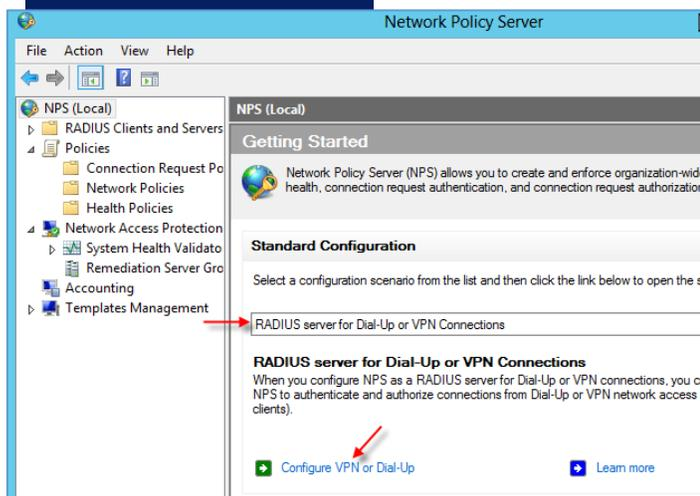 Network Policy Server
File Action View Help
NPS (Local)
RADIUS Clients and Servers
Policies
Connection Request Po
Network Policies
Health Policies
Network Access Protection
System Health Validato
Remediation Server Gro
Accounting
Templates Management
NPS (Local)
Getting Started
Network Policy Server (NPS) allows you to create and enforce organization-wid
health, connection request authentication, and connection request authorizatio
Standard Configuration
Select a configuration scenario from the list and then click the link below to open the s
RADIUS server for Dial-Up or VPN Connections
RADIUS server for Dial-Up or VPN Connections
When you configure NPS as a RADIUS server for Dial-Up or VPN connections, you c
NPS to authenticate and authorize connections from Dial-Up or VPN network access
clients).
Configure VPN or Dial-Up
Learn more